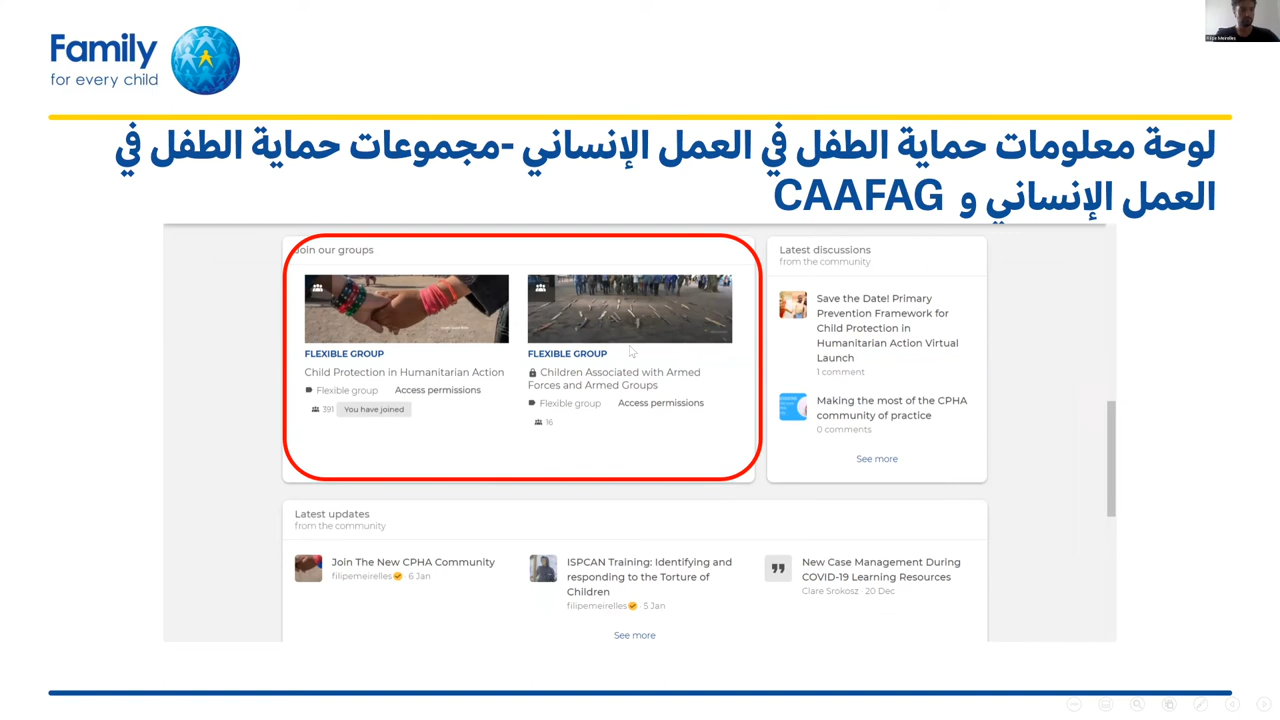 Family
for every child
Filipe Meirelles
لوحة معلومات حماية الطفل في العمل الإنساني -مجموعات حماية الطفل في
العمل الإنساني و CAAFAG
Join our groups
FLEXIBLE GROUP
Child Protection in Humanitarian Action
Flexible group Access permissions
391 You have joined
FLEXIBLE GROUP
Children Associated with Armed
Forces and Armed Groups
Flexible group Access permissions
16
Latest discussions
from the community
Save the Date! Primary
Prevention Framework for
Child Protection in
Humanitarian Action Virtual
Launch
1 comment
Making the most of the CPHA
community of practice
0 comments
See more
Latest updates
from the community
Join The New CPHA Community
filipemeirelles · 6 Jan
ISPCAN Training: Identifying and
responding to the Torture of
Children
filipemeirelles · 5 Jan
New Case Management During
COVID-19 Learning Resources
Clare Srokosz · 20 Dec
See more